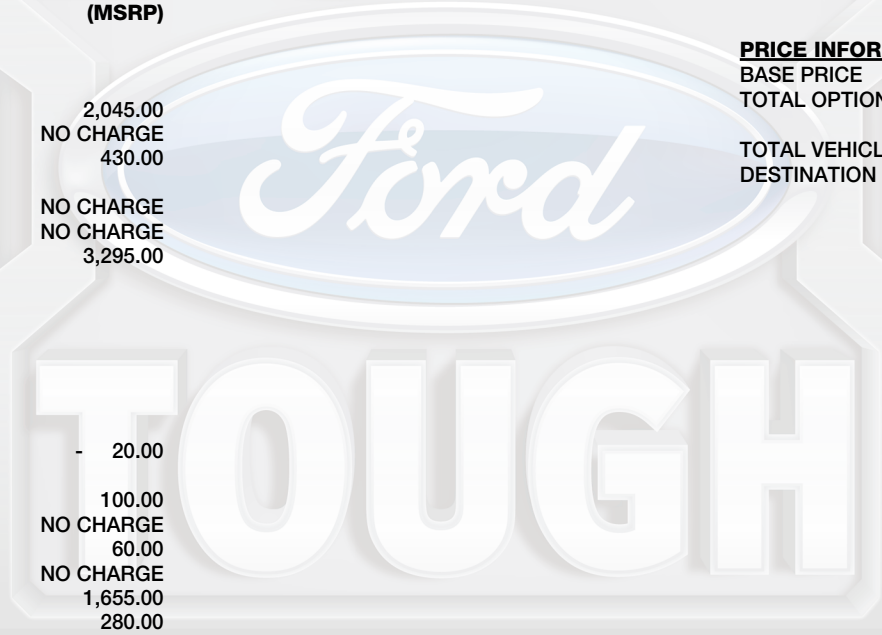 (MSRP)
2,045.00
NO CHARGE
430.00
NO CHARGE
NO CHARGE
3,295.00
- 20.00
100.00
NO CHARGE
60.00
NO CHARGE
1,655.00
280.00
PRICE INFOR
BASE PRICE
TOTAL OPTION
TOTAL VEHICL
DESTINATION
Ford
TOUGH